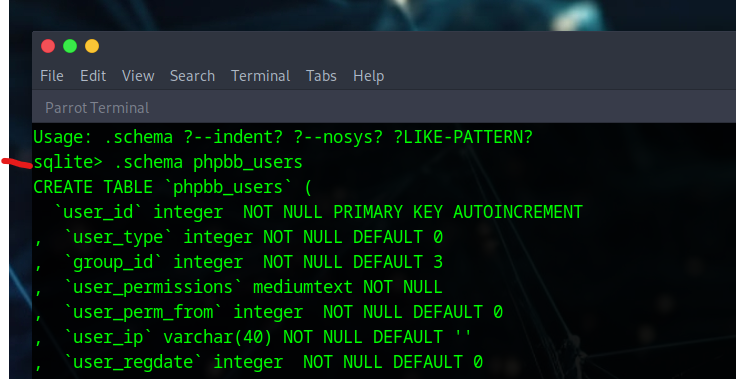 File Edit View Search Terminal Tabs Help
Parrot Terminal
Usage: .schema ?--indent? ?--nosys? ?LIKE-PATTERN?
sqlite> .schema phpbb_users
CREATE TABLE `phpbb_users` (
  `user_id` integer  NOT NULL PRIMARY KEY AUTOINCREMENT
,  `user_type` integer NOT NULL DEFAULT 0
,  `group_id` integer  NOT NULL DEFAULT 3
,  `user_permissions` mediumtext NOT NULL
,  `user_perm_from` integer  NOT NULL DEFAULT 0
,  `user_ip` varchar(40) NOT NULL DEFAULT ''
,  `user_regdate` integer  NOT NULL DEFAULT 0